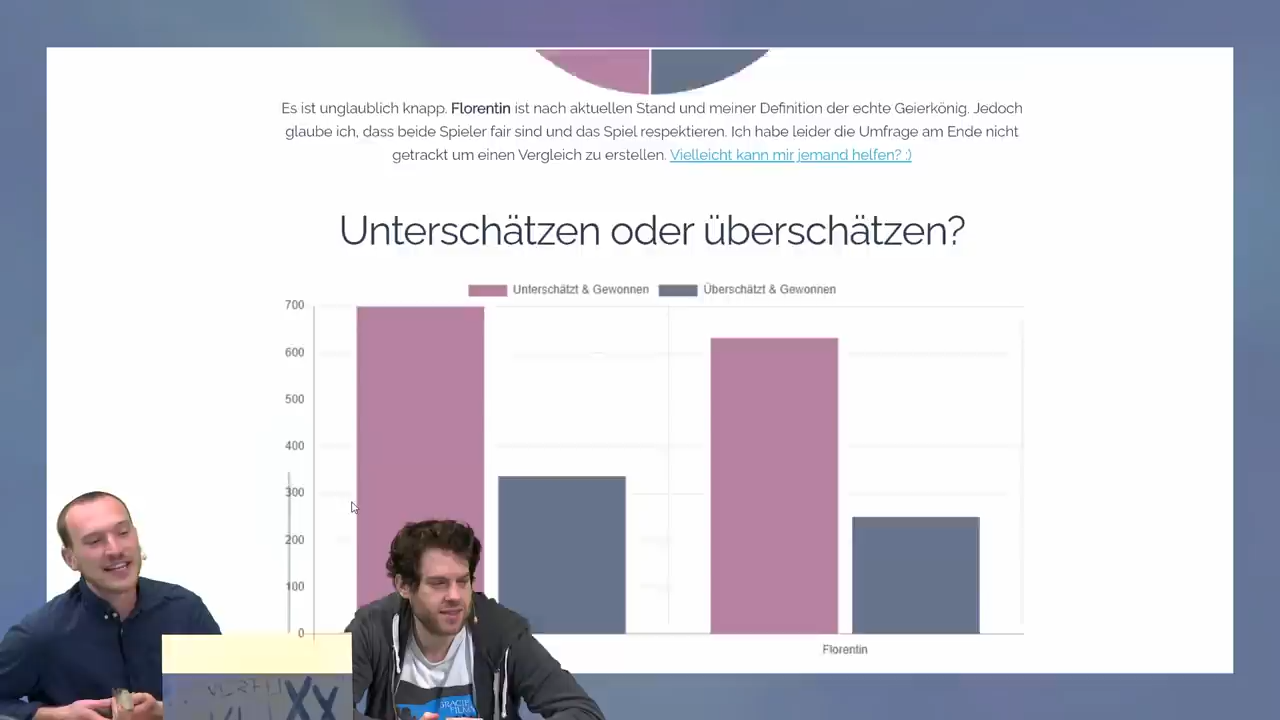 Es ist unglaublich knapp. Florentin ist nach aktuellen Stand und meiner Definition der echte Geierkönig. Jedoch
glaube ich, dass beide Spieler fair sind und das Spiel respektieren. Ich habe leider die Umfrage am Ende nicht
getrackt um einen Vergleich zu erstellen. Vielleicht kann mir jemand helfen? :)
Unterschätzen oder überschätzen?
Unterschätzt & Gewonnen Überschätzt & Gewonnen
700
600
500
400
300
200
100
0
Florentin
GRACIE
FILMS